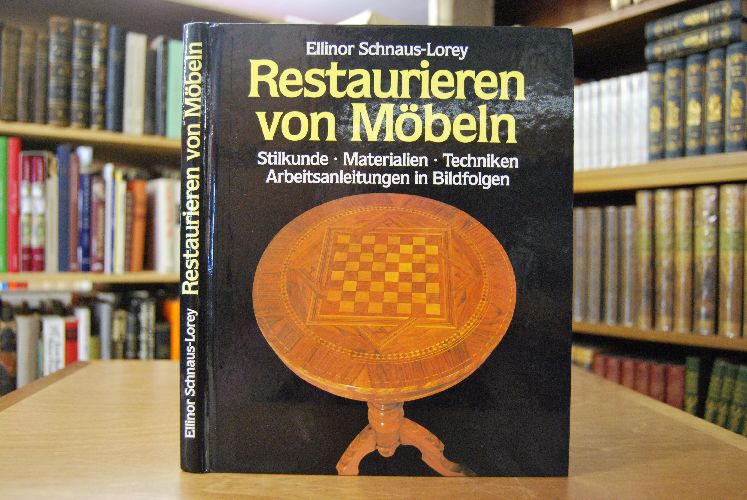 Ellinor Schnaus-Lorey
Restaurieren
von Möbeln
Stilkunde · Materialien · Techniken
Arbeitsanleitungen in Bildfolgen
Ellinor Schnaus-Lorey Restaurieren von Möbeln